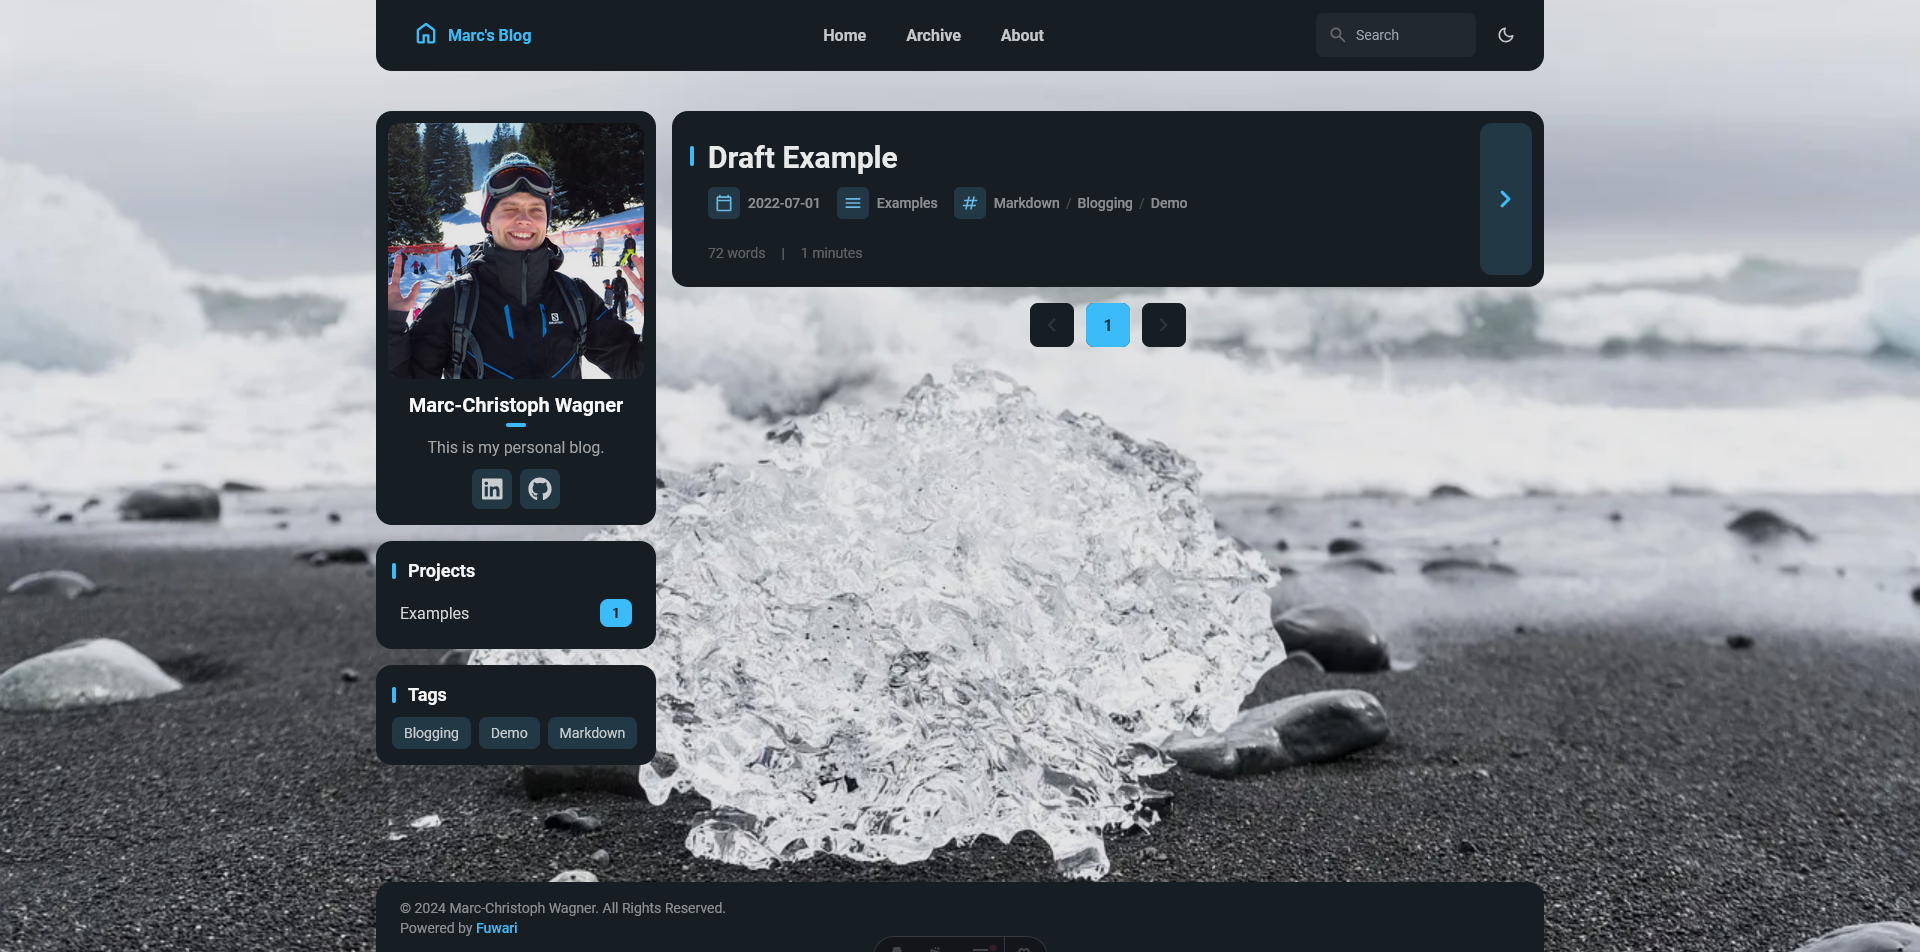 Marc's Blog
Home
Archive
About
Search
Draft Example
2022-07-01
Examples
Markdown / Blogging / Demo
72 words | 1 minutes
1
Marc-Christoph Wagner
This is my personal blog.
Projects
Examples
1
Tags
Blogging
Demo
Markdown
© 2024 Marc-Christoph Wagner. All Rights Reserved.
Powered by Fuwari